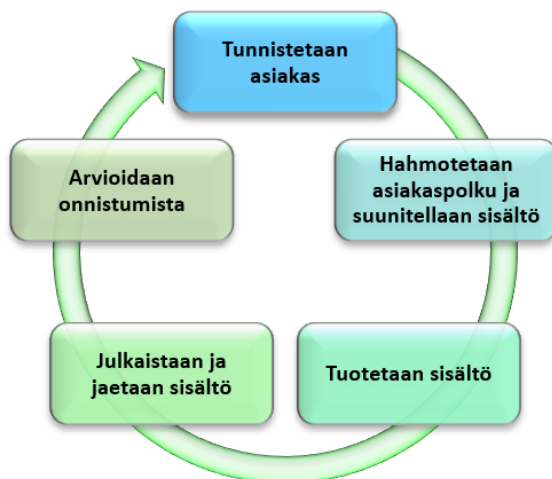 Tunnistetaan
asiakas
Hahmotetaan
asiakaspolku ja
suunitellaan sisältö
Tuotetaan sisältö
Julkaistaan ja
jaetaan sisältö
Arvioidaan
onnistumista